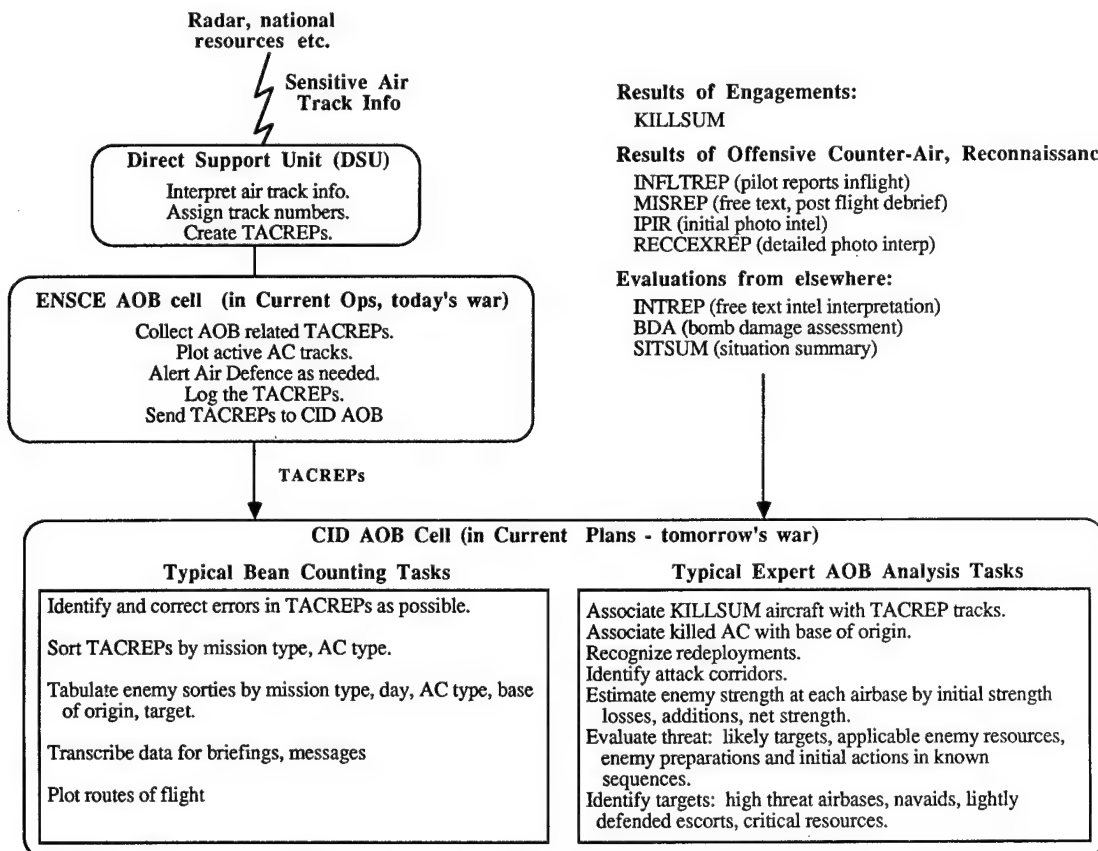 Radar, national
resources etc.
Sensitive Air
Track Info
Direct Support Unit (DSU)
Interpret air track info.
Assign track numbers.
Create TACREPs.
ENSCE AOB cell (in Current Ops, today's war)
Collect AOB related TACREPs.
Plot active AC tracks.
Alert Air Defence as needed.
Log the TACREPs.
Send TACREPs to CID AOB
TACREPs
Results of Engagements:
KILLSUM
Results of Offensive Counter-Air, Reconnaissanc
INFLTREP (pilot reports inflight)
MISREP (free text, post flight debrief)
IPIR (initial photo intel)
RECCEXREP (detailed photo interp)
Evaluations from elsewhere:
INTREP (free text intel interpretation)
BDA (bomb damage assessment)
SITSUM (situation summary)
CID AOB Cell (in Current Plans - tomorrow's war)
Typical Bean Counting Tasks
Identify and correct errors in TACREPs as possible.
Sort TACREPs by mission type, AC type.
Tabulate enemy sorties by mission type, day, AC type, base
of origin, target.
Transcribe data for briefings, messages
Plot routes of flight
Typical Expert AOB Analysis Tasks
Associate KILLSUM aircraft with TACREP tracks.
Associate killed AC with base of origin.
Recognize redeployments.
Identify attack corridors.
Estimate enemy strength at each airbase by initial strength
losses, additions, net strength.
Evaluate threat: likely targets, applicable enemy resources,
enemy preparations and initial actions in known
sequences.
Identify targets: high threat airbases, navaids, lightly
defended escorts, critical resources.